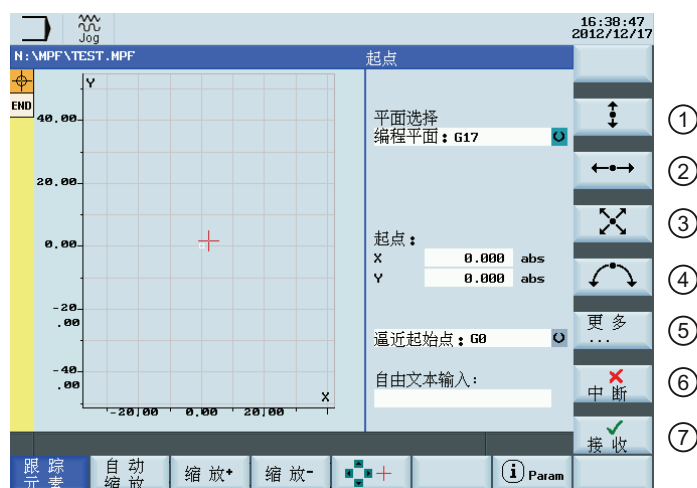 Jog
16:38:47
2012/12/17
N:\MPF\TEST.MPF
起点
END
Y
40.00
20.00
0.00
-20
.00
-40
.00
X
-20.00 0.00 20.00
平面选择
编程平面：G17
起点：
X 0.000 abs
Y 0.000 abs
逼近起始点：G0
自由文本输入：
①
②
③
④
更多
...
⑤
中断
⑥
接收
⑦
跟踪
元素
自动
缩放
缩放+
缩放-
i Param